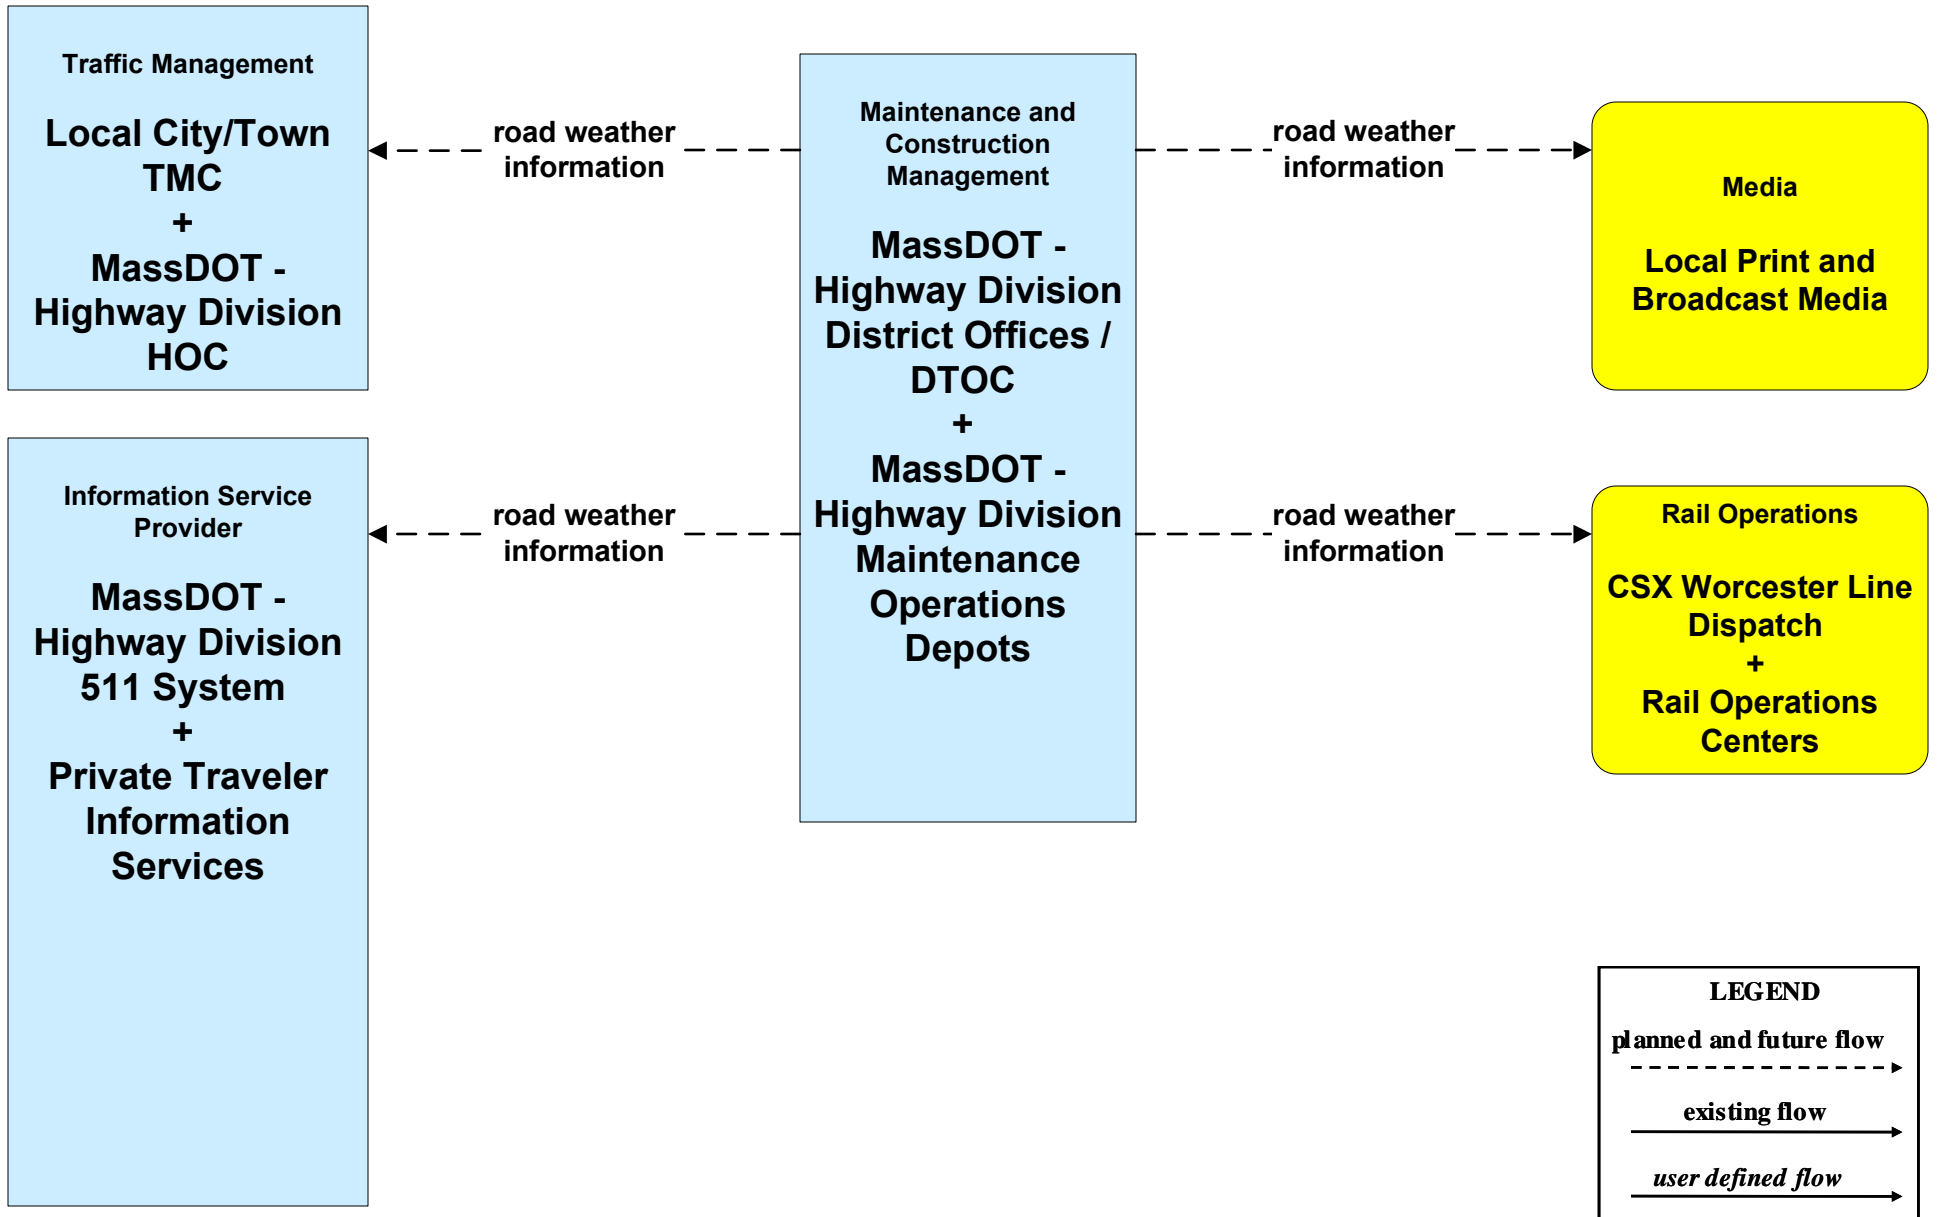 Traffic Management
Local City/Town
TMC
+
MassDOT -
Highway Division
HOC
road weather
information
Maintenance and
Construction
Management
MassDOT -
Highway Division
District Offices /
DTOC
+
MassDOT -
Highway Division
Maintenance
Operations
Depots
road weather
information
Media
Local Print and
Broadcast Media
Information Service
Provider
MassDOT -
Highway Division
511 System
+
Private Traveler
Information
Services
road weather
information
road weather
information
Rail Operations
CSX Worcester Line
Dispatch
+
Rail Operations
Centers
LEGEND
planned and future flow
existing flow
user defined flow